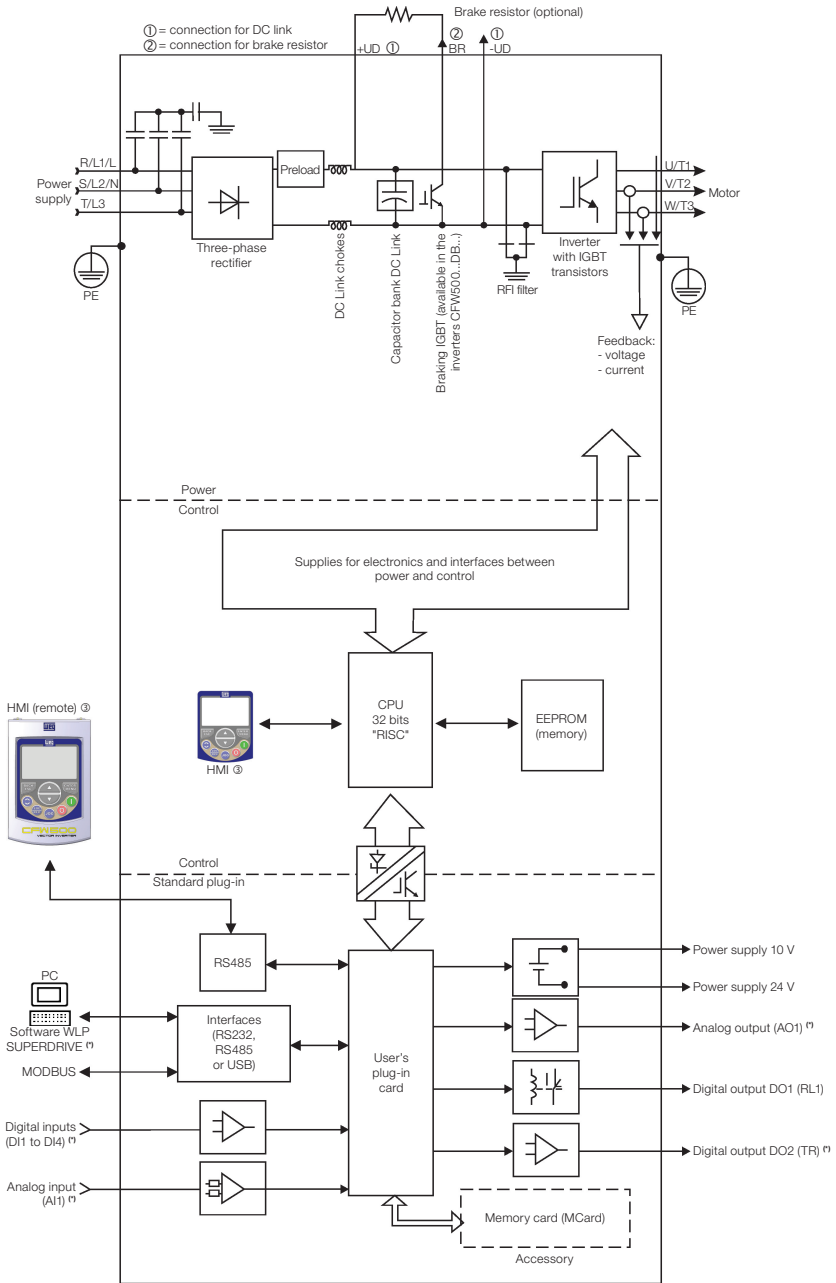 Brake resistor (optional)
① = connection for DC link
② = connection for brake resistor
+UD ①
②
BR
①
-UD
R/L1/L
Power supply
S/L2/N
T/L3
Preload
U/T1
V/T2
Motor
W/T3
PE
Three-phase
rectifier
DC Link chokes
Capacitor bank DC Link
Braking IGBT (available in the
inverters CFW500...DB...)
RFI filter
Inverter
with IGBT
transistors
PE
Feedback:
- voltage
- current
Power
Control
Supplies for electronics and interfaces between
power and control
HMI (remote) ③
CFW500
VECTOR INVERTER
HMI ③
CPU
32 bits
"RISC"
EEPROM
(memory)
Control
Standard plug-in
RS485
PC
Software WLP
SUPERDRIVE (*)
MODBUS
Interfaces
(RS232,
RS485
or USB)
User's
plug-in
card
Power supply 10 V
Power supply 24 V
Analog output (AO1) (*)
Digital output DO1 (RL1)
Digital inputs
(DI1 to DI4) (*)
Digital output DO2 (TR) (*)
Analog input
(AI1) (*)
Memory card (MCard)
Accessory